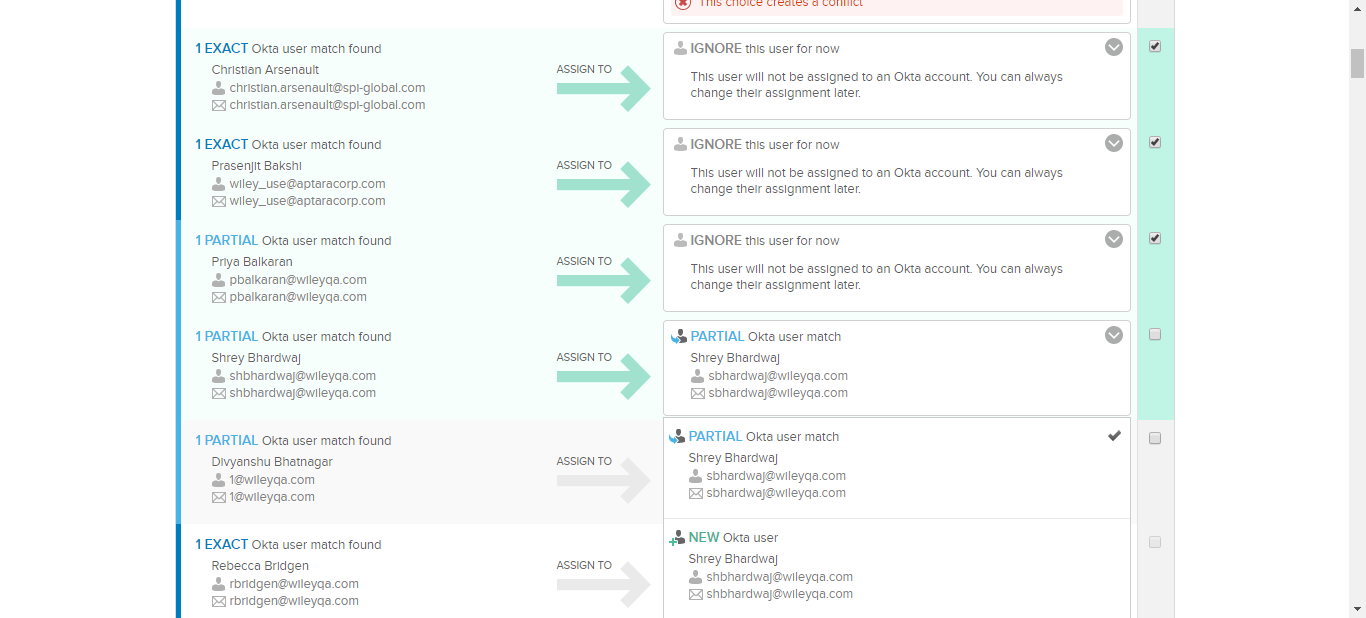 This choice creates a conflict
1 EXACT Okta user match found
Christian Arsenault
christian.arsenault@spi-global.com
christian.arsenault@spi-global.com
ASSIGN TO
IGNORE this user for now
This user will not be assigned to an Okta account. You can always
change their assignment later.
1 EXACT Okta user match found
Prasenjit Bakshi
wiley_use@aptaracorp.com
wiley_use@aptaracorp.com
ASSIGN TO
IGNORE this user for now
This user will not be assigned to an Okta account. You can always
change their assignment later.
1 PARTIAL Okta user match found
Priya Balkaran
pbalkaran@wileyqa.com
pbalkaran@wileyqa.com
ASSIGN TO
IGNORE this user for now
This user will not be assigned to an Okta account. You can always
change their assignment later.
1 PARTIAL Okta user match found
Shrey Bhardwaj
shbhardwaj@wileyqa.com
shbhardwaj@wileyqa.com
ASSIGN TO
PARTIAL Okta user match
Shrey Bhardwaj
sbhardwaj@wileyqa.com
sbhardwaj@wileyqa.com
1 PARTIAL Okta user match found
Divyanshu Bhatnagar
1@wileyqa.com
1@wileyqa.com
ASSIGN TO
PARTIAL Okta user match
Shrey Bhardwaj
sbhardwaj@wileyqa.com
sbhardwaj@wileyqa.com
1 EXACT Okta user match found
Rebecca Bridgen
rbridgen@wileyqa.com
rbridgen@wileyqa.com
ASSIGN TO
NEW Okta user
Shrey Bhardwaj
shbhardwaj@wileyqa.com
shbhardwaj@wileyqa.com